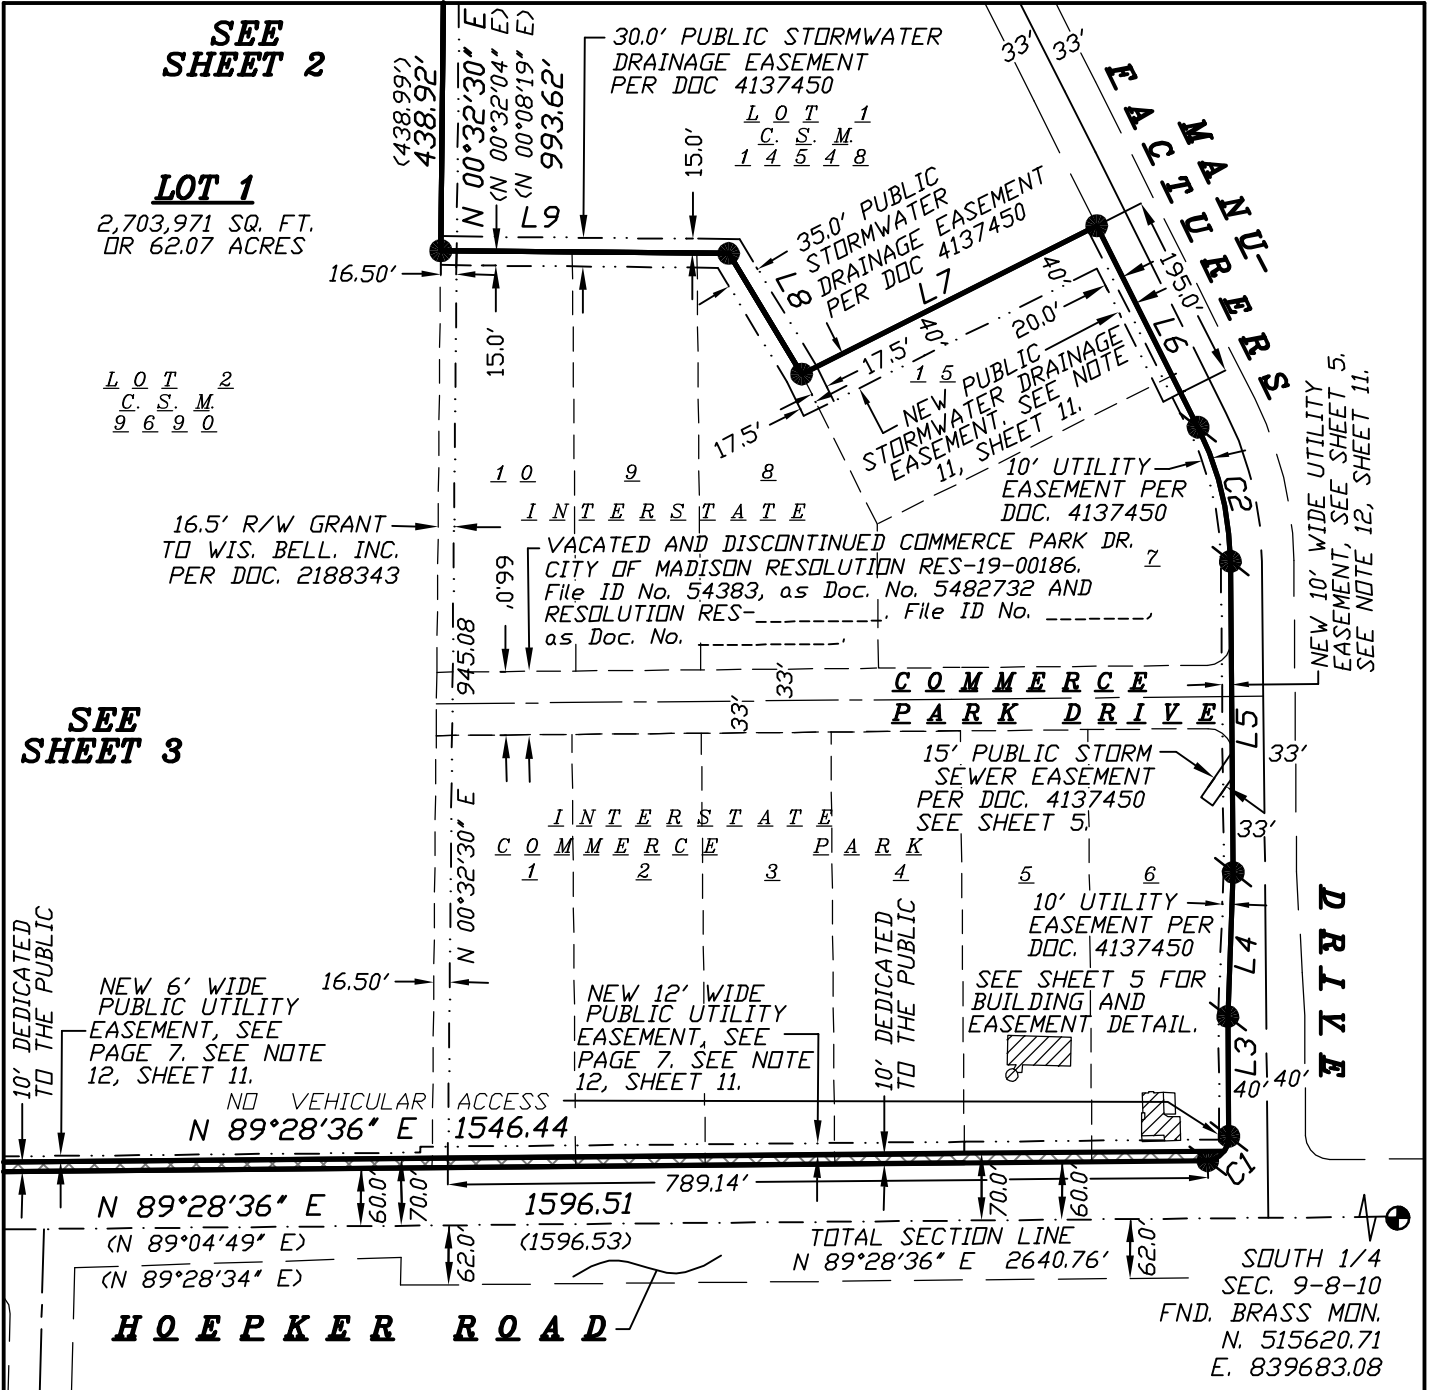 SEE
SHEET 2
(438.99')
438.92'
N 00°32'30" E
(N 00°32'04" E)
(N 00°08'19" E)
993.62'
30.0' PUBLIC STORMWATER
DRAINAGE EASEMENT
PER DOC 4137450
LOT 1
C. S. M.
14548
15.0'
33'
33'
MANU-
FACTURERS
LOT 1
2,703,971 SQ. FT.
OR 62.07 ACRES
L9
16.50'
15.0'
35.0' PUBLIC
STORMWATER
DRAINAGE EASEMENT
PER DOC 4137450
L8
L7
40'
40'
195.0'
L6
17.5'
20.0'
17.5'
15
NEW PUBLIC
STORMWATER DRAINAGE
EASEMENT, SEE NOTE
11, SHEET 11.
LOT 2
C. S. M.
9690
10
9
8
INTERSTATE
10' UTILITY
EASEMENT PER
DOC. 4137450
C2
NEW 10' WIDE UTILITY
EASEMENT, SEE SHEET 5.
SEE NOTE 12, SHEET 11.
16.5' R/W GRANT
TO WIS. BELL. INC.
PER DOC. 2188343
66.0'
VACATED AND DISCONTINUED COMMERCE PARK DR.
CITY OF MADISON RESOLUTION RES-19-00186.
File ID No. 54383, as Doc. No. 5482732 AND
RESOLUTION RES-__________. File ID No. ________,
as Doc. No. ___________.
7
945.08
33'
33'
COMMERCE
PARK DRIVE
L5
33'
33'
SEE
SHEET 3
15' PUBLIC STORM
SEWER EASEMENT
PER DOC. 4137450
SEE SHEET 5.
N 00°32'30" E
INTERSTATE
COMMERCE PARK
1
2
3
4
5
6
10' UTILITY
EASEMENT PER
DOC. 4137450
DRIVE
L4
10' DEDICATED
TO THE PUBLIC
NEW 6' WIDE
PUBLIC UTILITY
EASEMENT, SEE
PAGE 7. SEE NOTE
12, SHEET 11.
16.50'
NEW 12' WIDE
PUBLIC UTILITY
EASEMENT, SEE
PAGE 7. SEE NOTE
12, SHEET 11.
10' DEDICATED
TO THE PUBLIC
SEE SHEET 5 FOR
BUILDING AND
EASEMENT DETAIL.
L3
40'
40'
NO VEHICULAR ACCESS
N 89°28'36" E 1546.44
C1
789.14'
60.0'
70.0'
70.0'
60.0'
N 89°28'36" E 1596.51
(N 89°04'49" E) (1596.53)
(N 89°28'34" E)
62.0'
TOTAL SECTION LINE
N 89°28'36" E 2640.76'
62.0'
SOUTH 1/4
SEC. 9-8-10
FND. BRASS MON.
N. 515620.71
E. 839683.08
HOEPKER ROAD